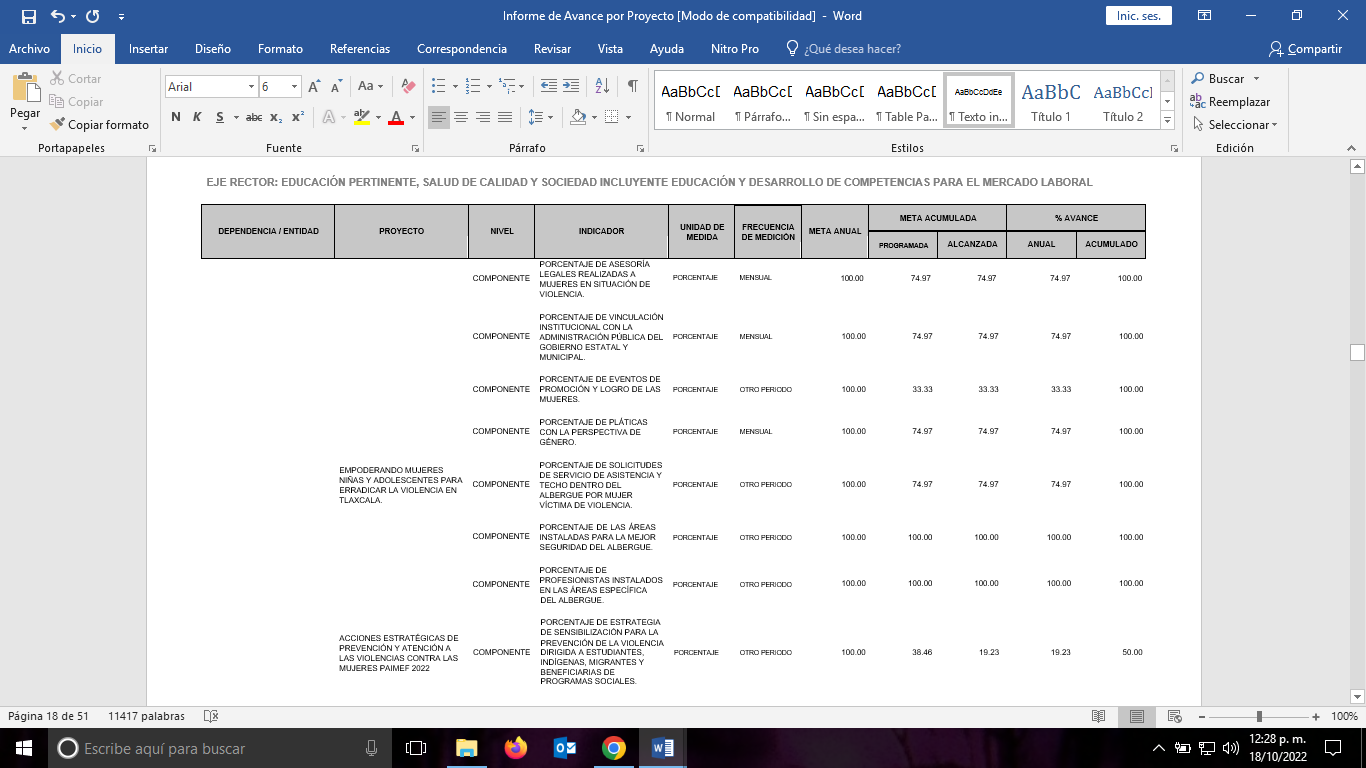 Informe de Avance por Proyecto [Modo de compatibilidad] - Word
Inic. ses.
Archivo Inicio Insertar Diseño Formato Referencias Correspondencia Revisar Vista Ayuda Nitro Pro ¿Qué desea hacer? Compartir
Pegar
Cortar
Copiar
Copiar formato
Portapapeles
Arial 6
Aa
N K S abc x₂ x²
A aby A
Fuente
Párrafo
AaBbCcD AaBbCcD AaBbCcD AaBbCcD AaBbCcDdEe AaBbC AaBbCcI
¶ Normal ¶ Párrafo... ¶ Sin espa... ¶ Table Pa... ¶ Texto in... Título 1 Título 2
Estilos
Buscar
Reemplazar
Seleccionar
Edición
EJE RECTOR: EDUCACIÓN PERTINENTE, SALUD DE CALIDAD Y SOCIEDAD INCLUYENTE EDUCACIÓN Y DESARROLLO DE COMPETENCIAS PARA EL MERCADO LABORAL
DEPENDENCIA / ENTIDAD PROYECTO NIVEL INDICADOR UNIDAD DE MEDIDA FRECUENCIA DE MEDICIÓN META ANUAL META ACUMULADA % AVANCE
PROGRAMADA ALCANZADA ANUAL ACUMULADO
PORCENTAJE DE ASESORÍA
LEGALES REALIZADAS A
MUJERES EN SITUACIÓN DE
VIOLENCIA.
COMPONENTE PORCENTAJE MENSUAL 100.00 74.97 74.97 74.97 100.00
PORCENTAJE DE VINCULACIÓN
INSTITUCIONAL CON LA
ADMINISTRACIÓN PÚBLICA DEL
GOBIERNO ESTATAL Y
MUNICIPAL.
COMPONENTE PORCENTAJE MENSUAL 100.00 74.97 74.97 74.97 100.00
PORCENTAJE DE EVENTOS DE
PROMOCIÓN Y LOGRO DE LAS
MUJERES.
COMPONENTE PORCENTAJE OTRO PERIODO 100.00 33.33 33.33 33.33 100.00
PORCENTAJE DE PLÁTICAS
CON LA PERSPECTIVA DE
GÉNERO.
COMPONENTE PORCENTAJE MENSUAL 100.00 74.97 74.97 74.97 100.00
EMPODERANDO MUJERES
NIÑAS Y ADOLESCENTES PARA
ERRADICAR LA VIOLENCIA EN
TLAXCALA.
PORCENTAJE DE SOLICITUDES
DE SERVICIO DE ASISTENCIA Y
TECHO DENTRO DEL
ALBERGUE POR MUJER
VÍCTIMA DE VIOLENCIA.
COMPONENTE PORCENTAJE OTRO PERIODO 100.00 74.97 74.97 74.97 100.00
PORCENTAJE DE LAS ÁREAS
INSTALADAS PARA LA MEJOR
SEGURIDAD DEL ALBERGUE.
COMPONENTE PORCENTAJE OTRO PERIODO 100.00 100.00 100.00 100.00 100.00
PORCENTAJE DE
PROFESIONISTAS INSTALADOS
EN LAS ÁREAS ESPECÍFICA
DEL ALBERGUE.
COMPONENTE PORCENTAJE OTRO PERIODO 100.00 100.00 100.00 100.00 100.00
ACCIONES ESTRATÉGICAS DE
PREVENCIÓN Y ATENCIÓN A
LAS VIOLENCIAS CONTRA LAS
MUJERES PAIMEF 2022
PORCENTAJE DE ESTRATEGIA
DE SENSIBILIZACIÓN PARA LA
PREVENCIÓN DE LA VIOLENCIA
DIRIGIDA A ESTUDIANTES,
INDÍGENAS, MIGRANTES Y
BENEFICIARIAS DE
PROGRAMAS SOCIALES.
COMPONENTE PORCENTAJE OTRO PERIODO 100.00 38.46 19.23 19.23 50.00
Página 18 de 51 11417 palabras 100%
Escribe aquí para buscar
12:28 p. m.
18/10/2022